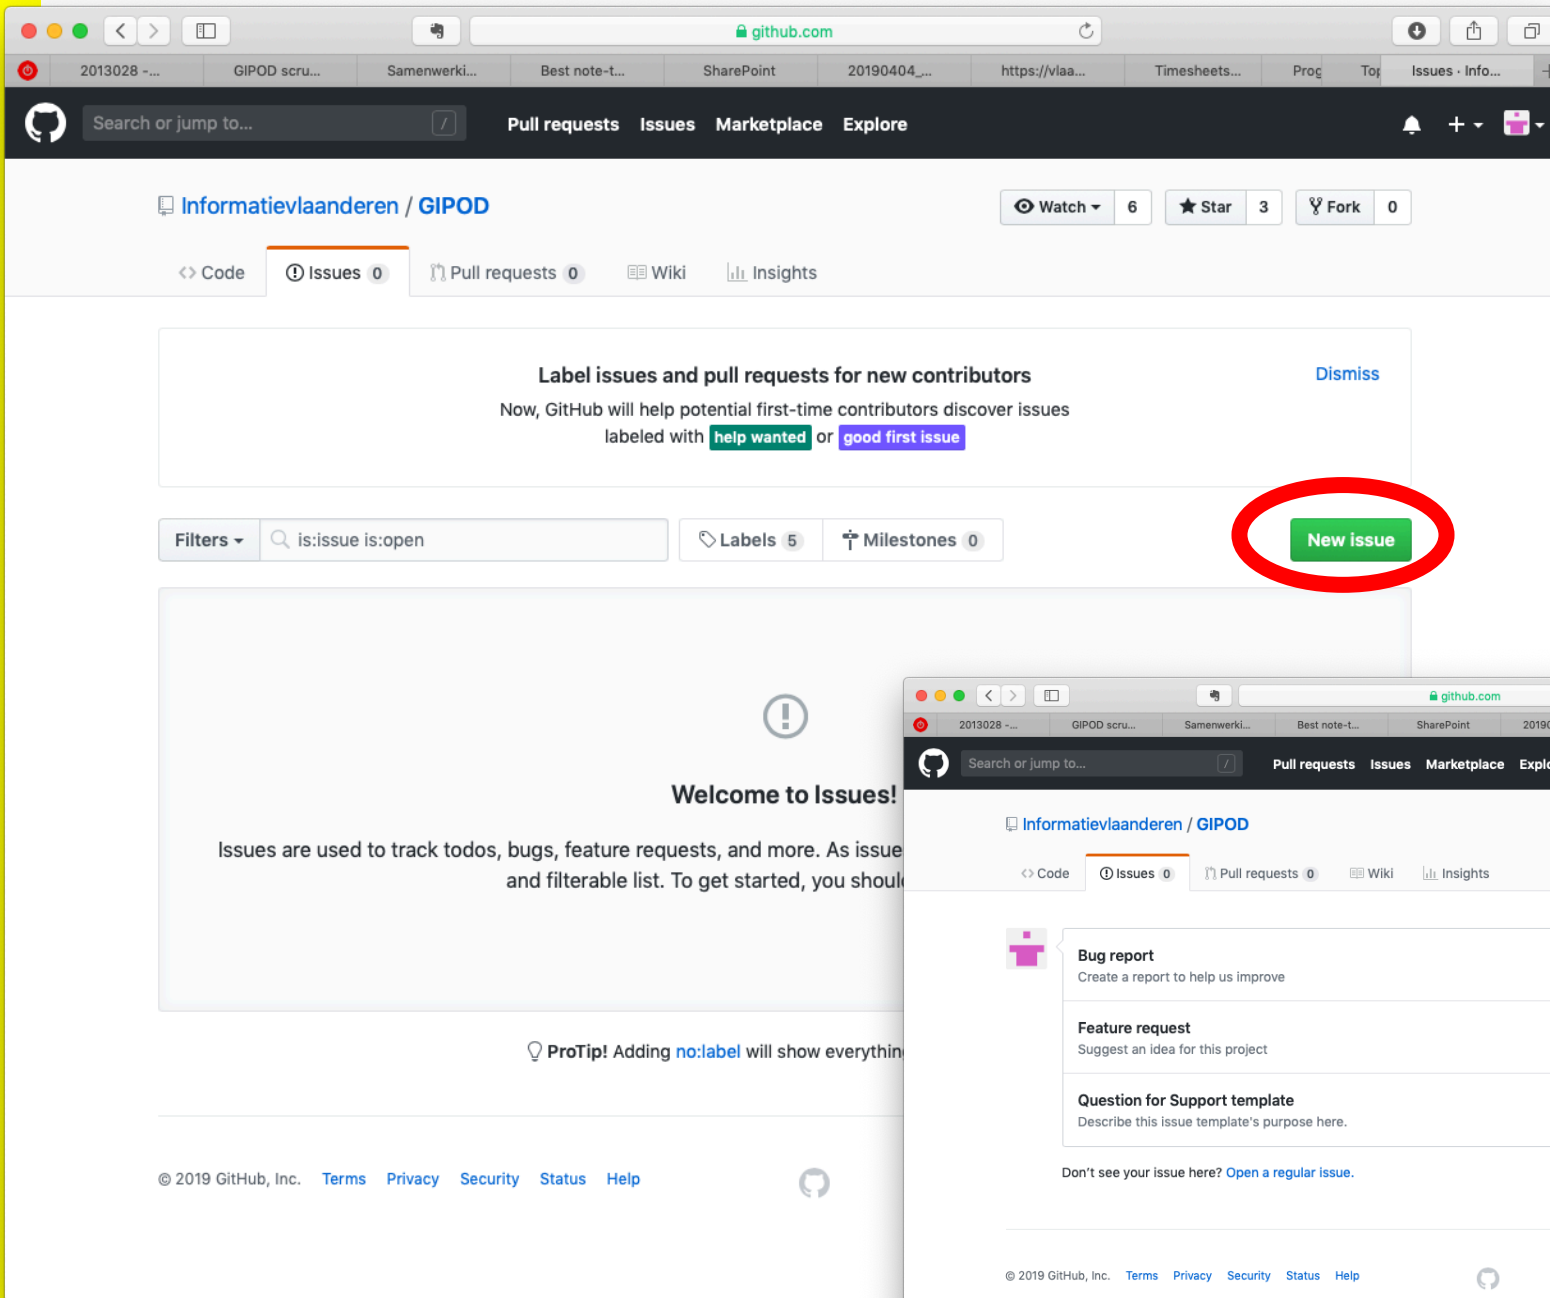 github.com
2013028 -...
GIPOD scru...
Samenwerki...
Best note-t...
SharePoint
20190404_...
https://vlaa...
Timesheets...
Prog
Top
Issues · Info...
Search or jump to...
/
Pull requests Issues Marketplace Explore
Informatievlaanderen / GIPOD
Watch 6
Star 3
Fork 0
Code
Issues 0
Pull requests 0
Wiki
Insights
Label issues and pull requests for new contributors
Dismiss
Now, GitHub will help potential first-time contributors discover issues
labeled with help wanted or good first issue
Filters
is:issue is:open
Labels 5
Milestones 0
New issue
Welcome to Issues!
Issues are used to track todos, bugs, feature requests, and more. As issue
and filterable list. To get started, you shoul
ProTip! Adding no:label will show everythin
© 2019 GitHub, Inc. Terms Privacy Security Status Help
github.com
2013028 -...
GIPOD scru...
Samenwerki...
Best note-t...
SharePoint
2019
Search or jump to...
/
Pull requests Issues Marketplace Explo
Informatievlaanderen / GIPOD
Code
Issues 0
Pull requests 0
Wiki
Insights
Bug report
Create a report to help us improve
Feature request
Suggest an idea for this project
Question for Support template
Describe this issue template's purpose here.
Don't see your issue here? Open a regular issue.
© 2019 GitHub, Inc. Terms Privacy Security Status Help